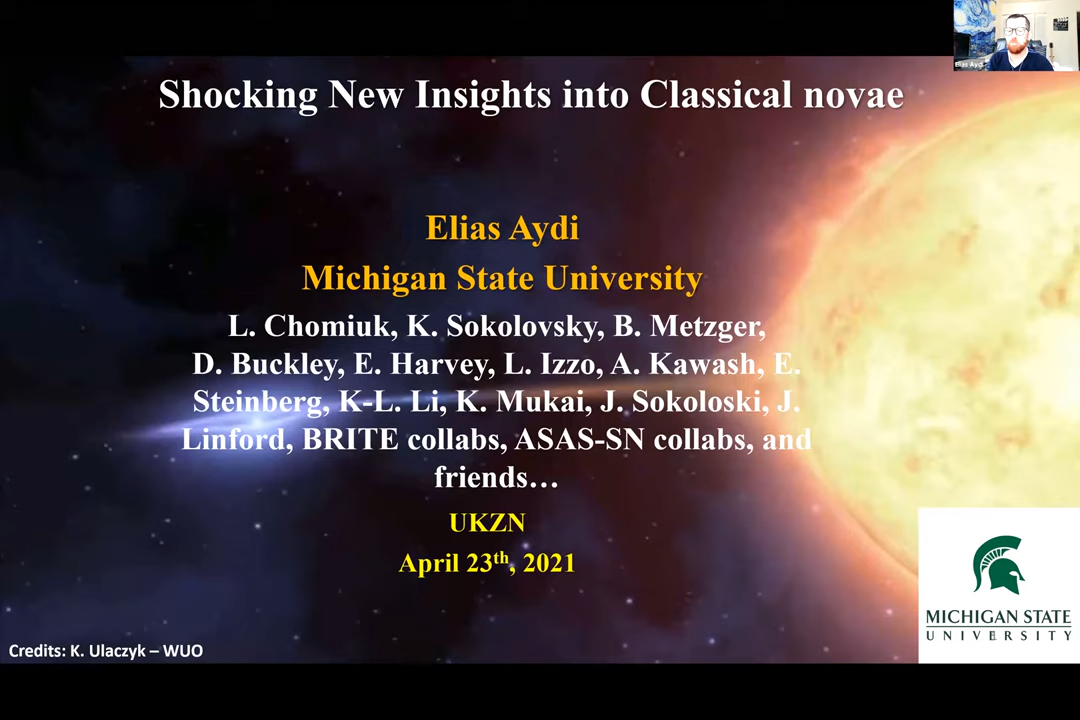 Elias Aydi
Shocking New Insights into Classical novae
Elias Aydi
Michigan State University
L. Chomiuk, K. Sokolovsky, B. Metzger,
D. Buckley, E. Harvey, L. Izzo, A. Kawash, E.
Steinberg, K-L. Li, K. Mukai, J. Sokoloski, J.
Linford, BRITE collabs, ASAS-SN collabs, and
friends…
UKZN
April 23th, 2021
MICHIGAN STATE
UNIVERSITY
Credits: K. Ulaczyk – WUO